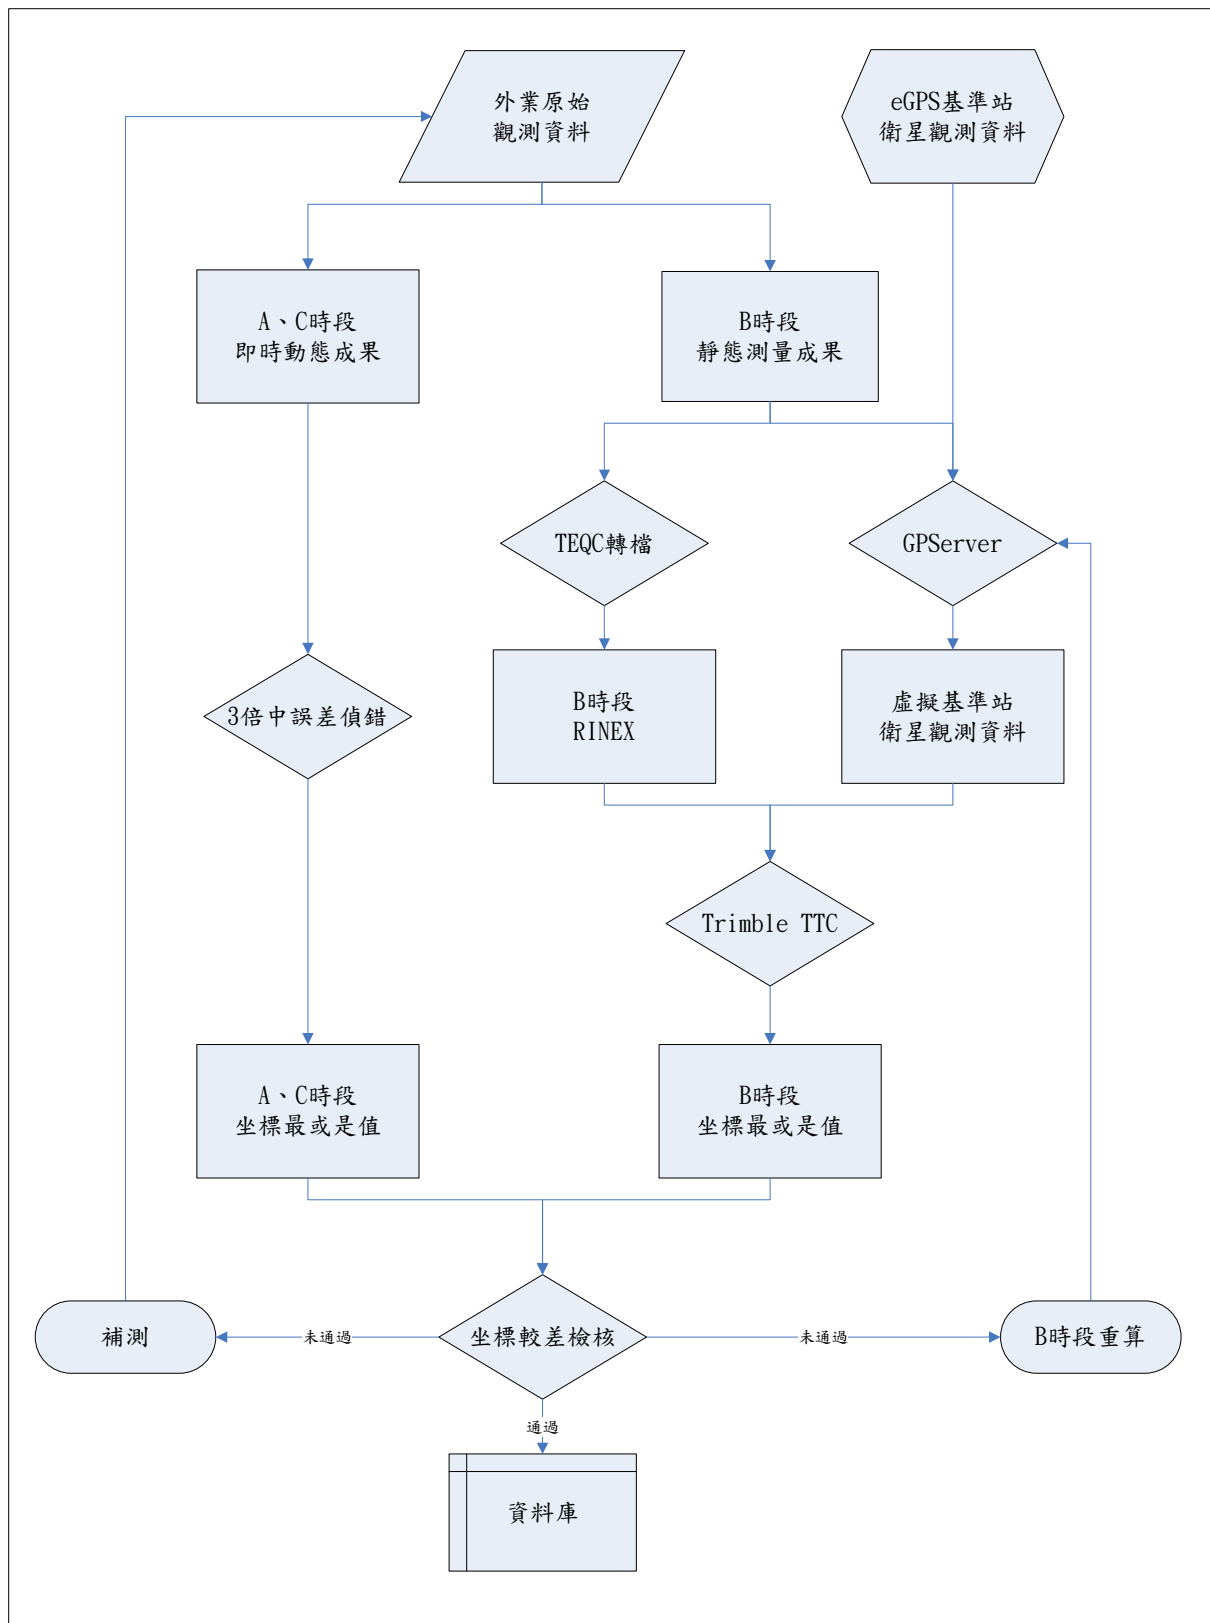 外業原始
觀測資料
eGPS基準站
衛星觀測資料
A、C時段
即時動態成果
B時段
靜態測量成果
TEQC轉檔
GPServer
3倍中誤差偵錯
B時段
RINEX
虛擬基準站
衛星觀測資料
Trimble TTC
A、C時段
坐標最或是值
B時段
坐標最或是值
補測
未通過
坐標較差檢核
未通過
B時段重算
通過
資料庫